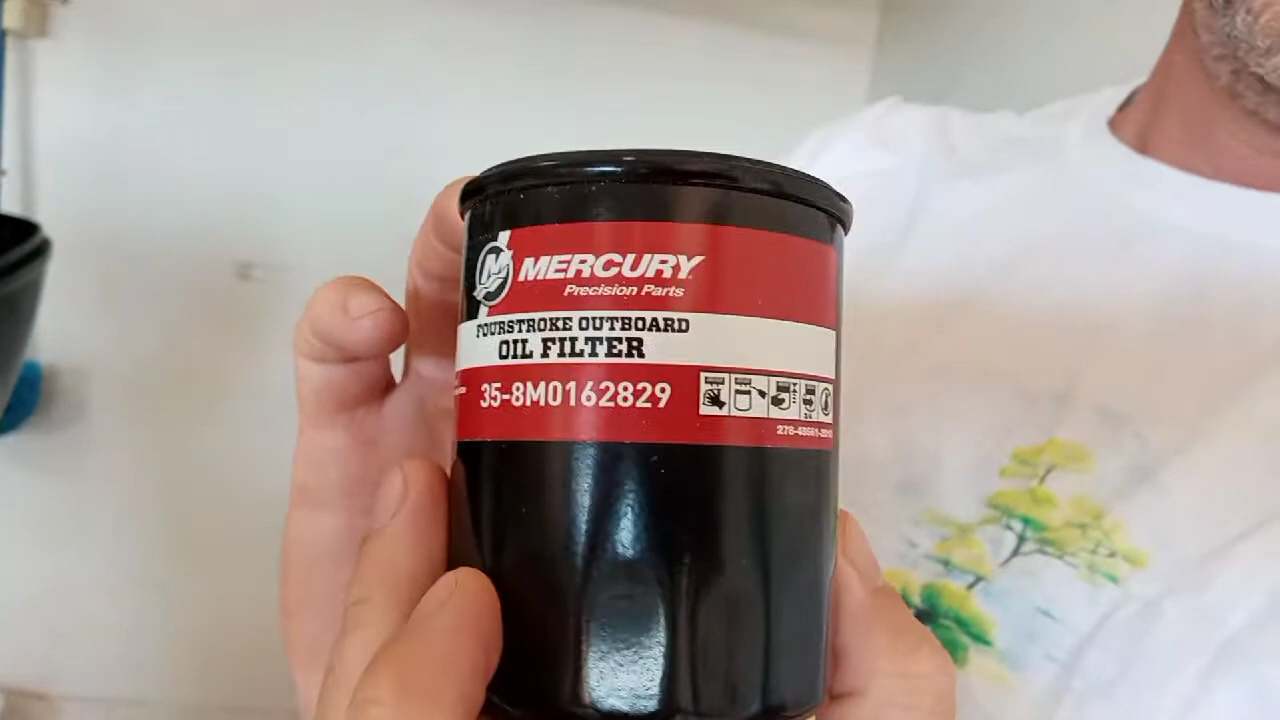 MERCURY
Precision Parts
FOURSTROKE OUTBOARD
OIL FILTER
35-8M0162829